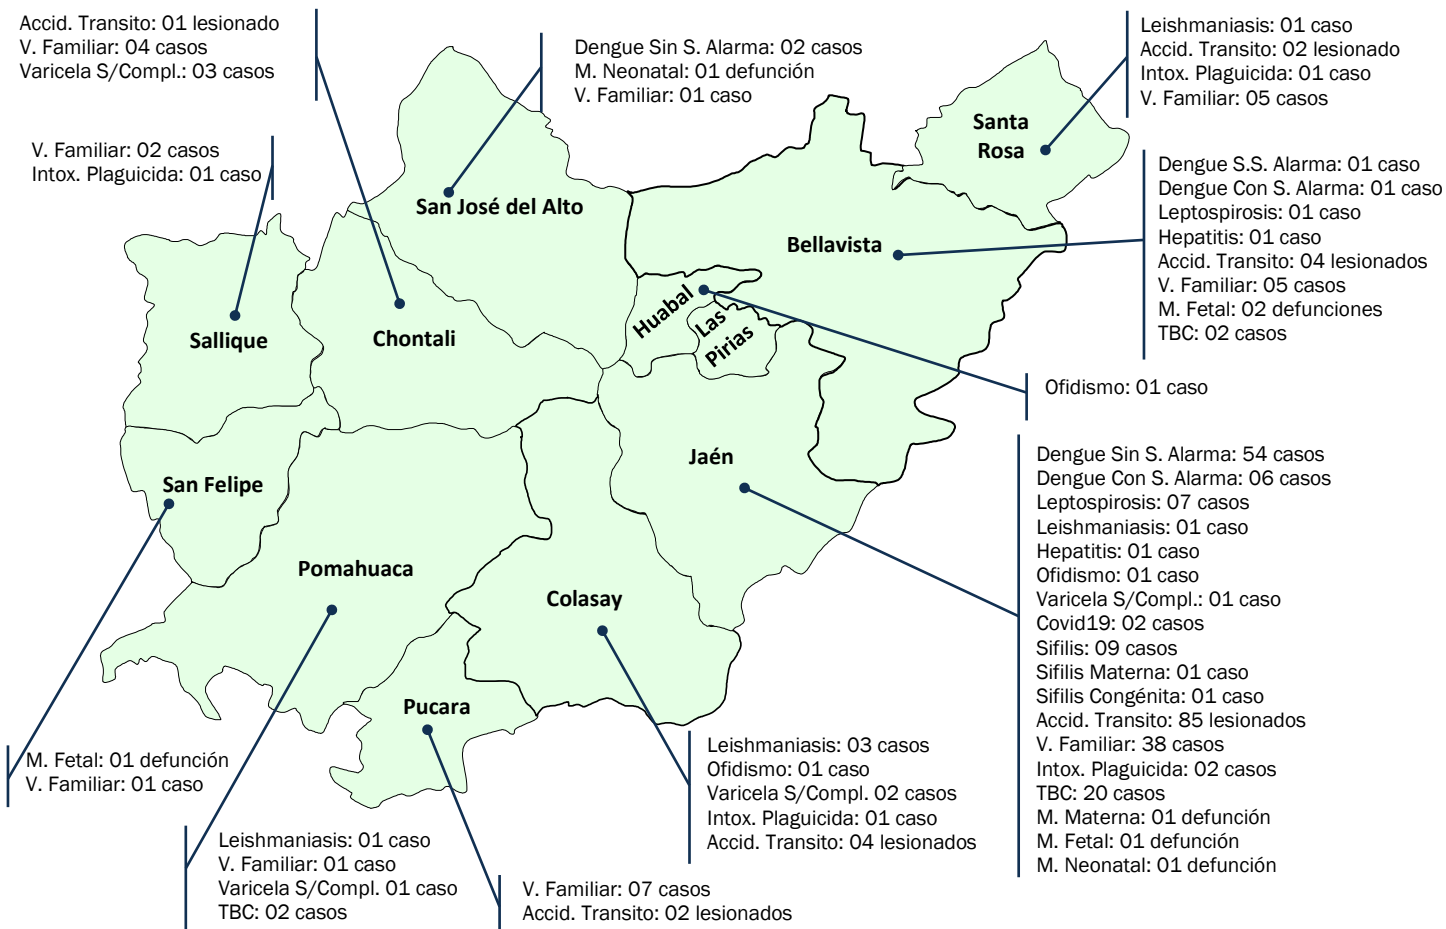 Accid. Transito: 01 lesionado
V. Familiar: 04 casos
Varicela S/Compl.: 03 casos
Dengue Sin S. Alarma: 02 casos
M. Neonatal: 01 defunción
V. Familiar: 01 caso
Leishmaniasis: 01 caso
Accid. Transito: 02 lesionado
Intox. Plaguicida: 01 caso
V. Familiar: 05 casos
V. Familiar: 02 casos
Intox. Plaguicida: 01 caso
Santa
Rosa
Dengue S.S. Alarma: 01 caso
Dengue Con S. Alarma: 01 caso
Leptospirosis: 01 caso
Hepatitis: 01 caso
Accid. Transito: 04 lesionados
V. Familiar: 05 casos
M. Fetal: 02 defunciones
TBC: 02 casos
San José del Alto
Bellavista
Huabal
Las
Pirias
Sallique
Chontali
Ofidismo: 01 caso
Jaén
San Felipe
Pomahuaca
Colasay
Pucara
Dengue Sin S. Alarma: 54 casos
Dengue Con S. Alarma: 06 casos
Leptospirosis: 07 casos
Leishmaniasis: 01 caso
Hepatitis: 01 caso
Ofidismo: 01 caso
Varicela S/Compl.: 01 caso
Covid19: 02 casos
Sifilis: 09 casos
Sifilis Materna: 01 caso
Sifilis Congénita: 01 caso
Accid. Transito: 85 lesionados
V. Familiar: 38 casos
Intox. Plaguicida: 02 casos
TBC: 20 casos
M. Materna: 01 defunción
M. Fetal: 01 defunción
M. Neonatal: 01 defunción
M. Fetal: 01 defunción
V. Familiar: 01 caso
Leishmaniasis: 03 casos
Ofidismo: 01 caso
Varicela S/Compl. 02 casos
Intox. Plaguicida: 01 caso
Accid. Transito: 04 lesionados
Leishmaniasis: 01 caso
V. Familiar: 01 caso
Varicela S/Compl. 01 caso
TBC: 02 casos
V. Familiar: 07 casos
Accid. Transito: 02 lesionados